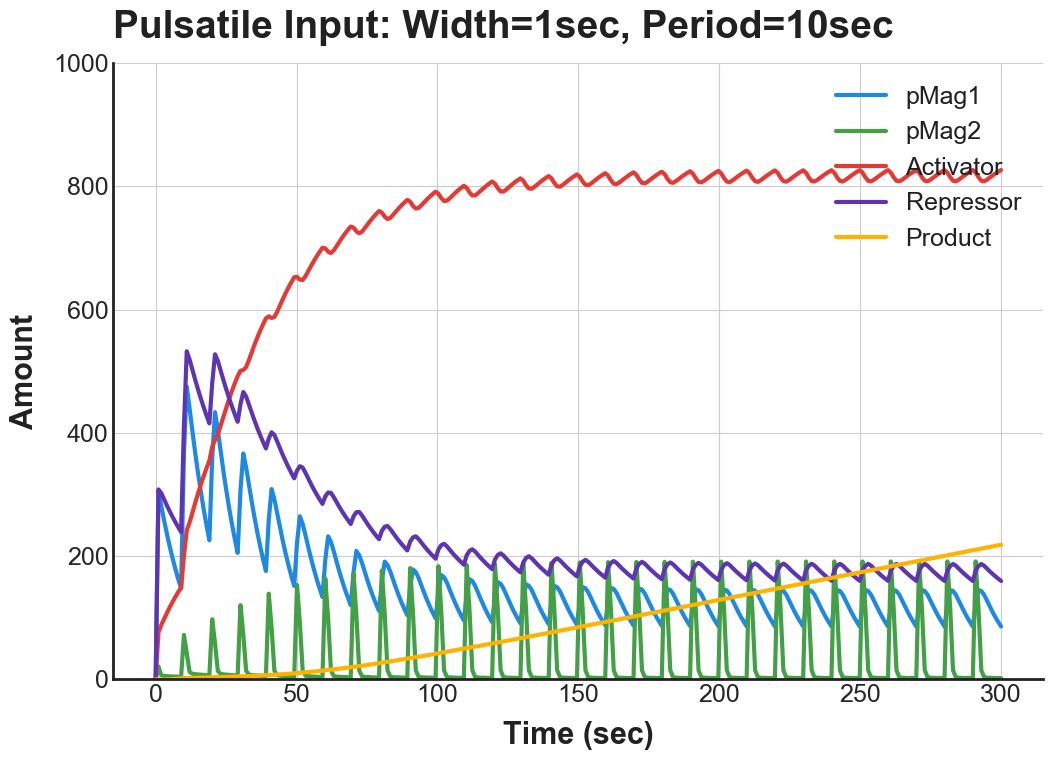 Pulsatile Input: Width=1sec, Period=10sec
1000
800
600
400
200
0
Amount
pMag1
pMag2
Activator
Repressor
Product
0 50 100 150 200 250 300
Time (sec)